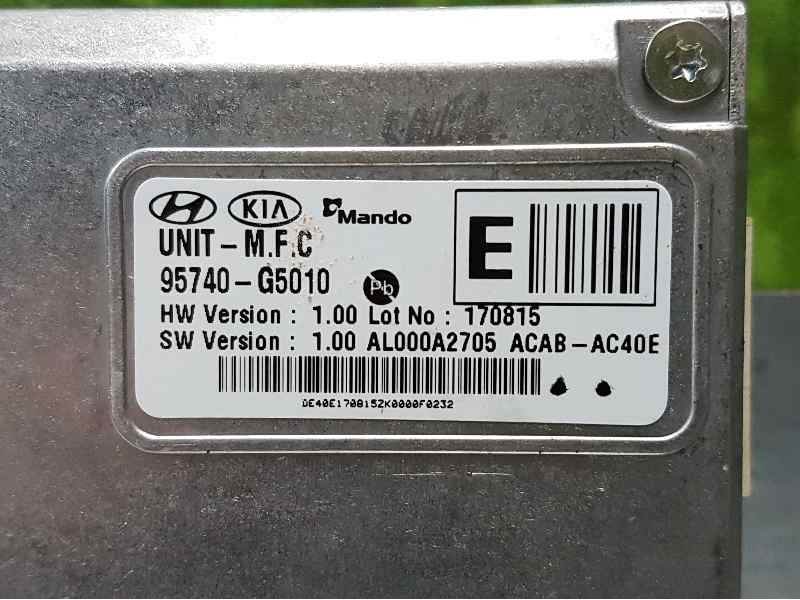 HYUNDAI KIA Mando E
UNIT - M.F.C
95740 - G5010 Pb
HW Version : 1.00 Lot No : 170815
SW Version : 1.00 AL000A2705 ACAB - AC40E
DE40E170815ZK0000F0232